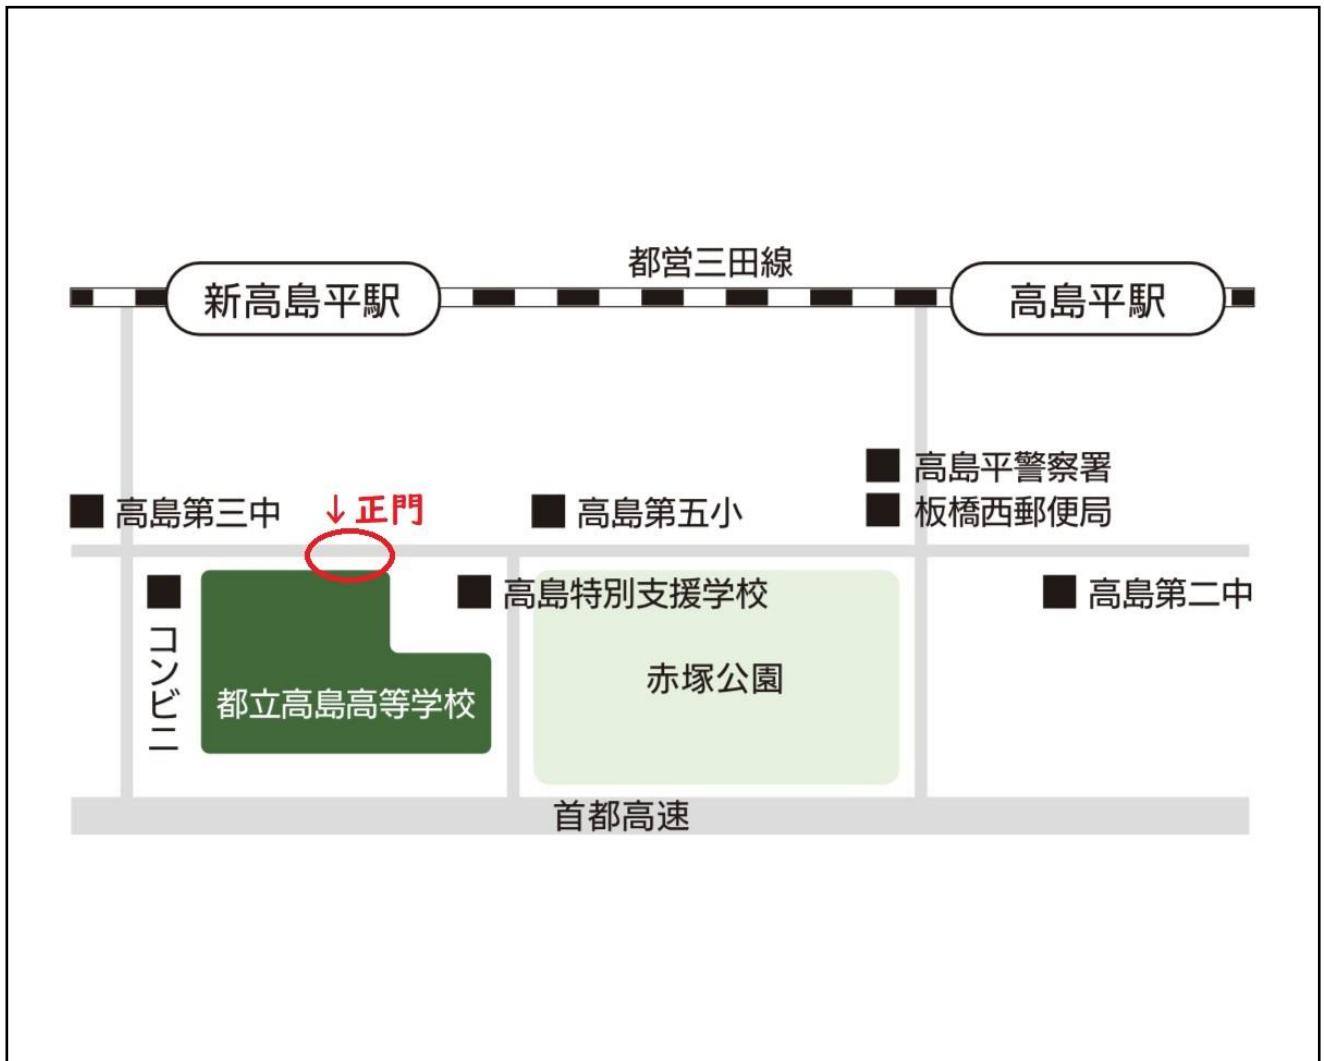 都営三田線
新高島平駅
高島平駅
高島平警察署
高島第三中
↓正門
高島第五小
板橋西郵便局
コンビニ
高島特別支援学校
高島第二中
赤塚公園
都立高島高等学校
首都高速